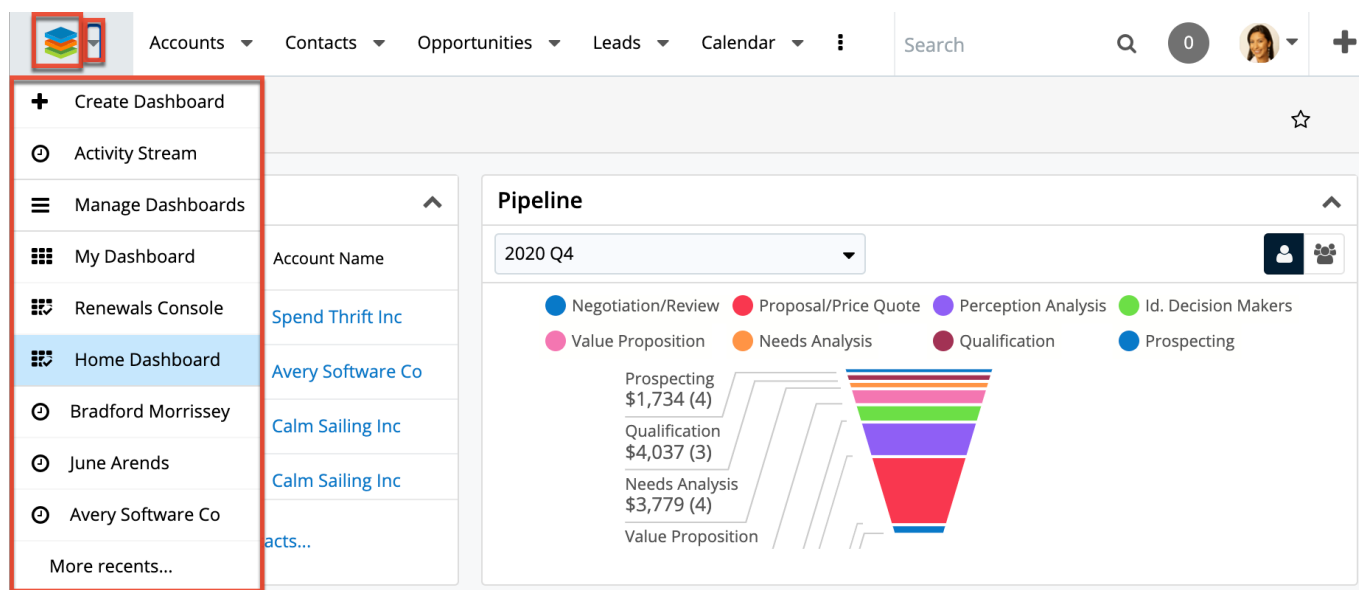 Accounts Contacts Opportunities Leads Calendar Search 0
Create Dashboard
Activity Stream
Manage Dashboards
My Dashboard
Renewals Console
Home Dashboard
Bradford Morrissey
June Arends
Avery Software Co
More recents...
Account Name
Spend Thrift Inc
Avery Software Co
Calm Sailing Inc
Calm Sailing Inc
acts...
Pipeline
2020 Q4
Negotiation/Review Proposal/Price Quote Perception Analysis Id. Decision Makers
Value Proposition Needs Analysis Qualification Prospecting
Prospecting
$1,734 (4)
Qualification
$4,037 (3)
Needs Analysis
$3,779 (4)
Value Proposition